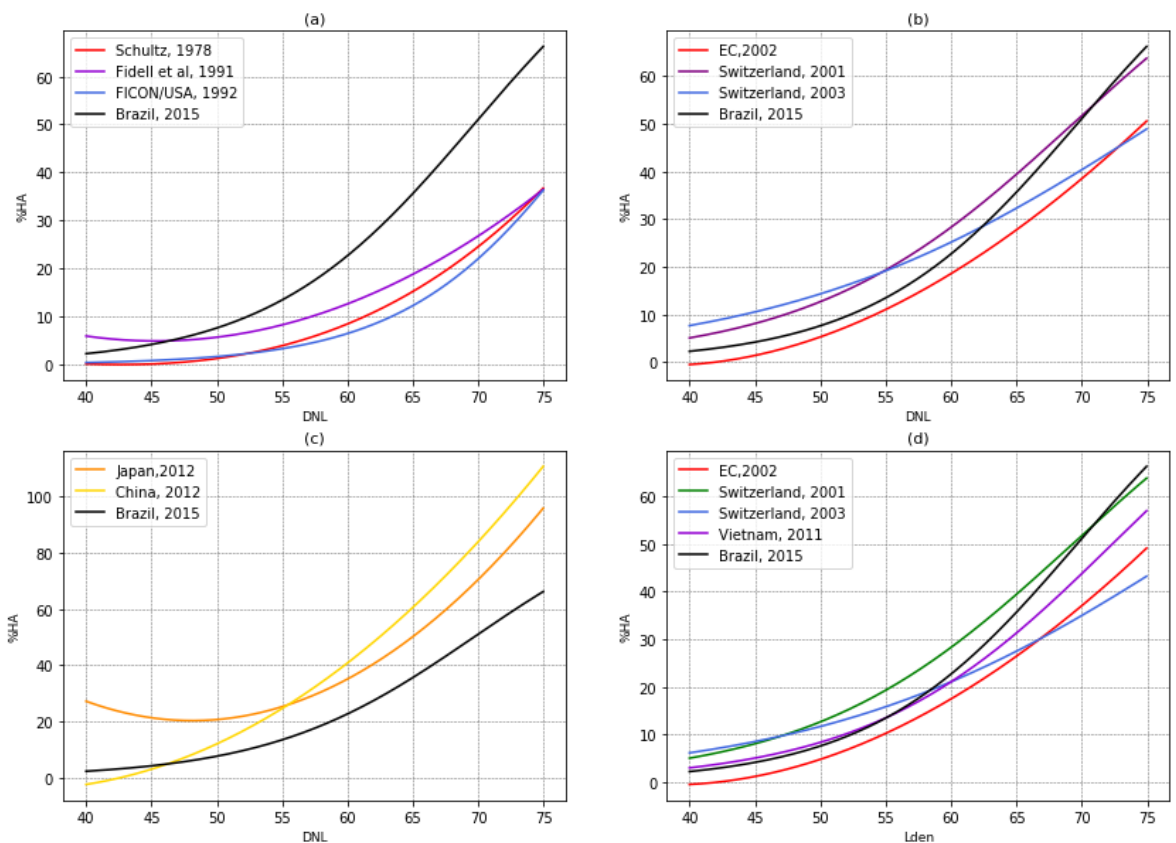 (a)
Schultz, 1978
Fidell et al, 1991
FICON/USA, 1992
Brazil, 2015
%HA
60
50
40
30
20
10
0
40 45 50 55 60 65 70 75
DNL
(b)
EC,2002
Switzerland, 2001
Switzerland, 2003
Brazil, 2015
%HA
60
50
40
30
20
10
0
40 45 50 55 60 65 70 75
DNL
(c)
Japan,2012
China, 2012
Brazil, 2015
%HA
100
80
60
40
20
0
40 45 50 55 60 65 70 75
DNL
(d)
EC,2002
Switzerland, 2001
Switzerland, 2003
Vietnam, 2011
Brazil, 2015
%HA
60
50
40
30
20
10
0
40 45 50 55 60 65 70 75
Lden